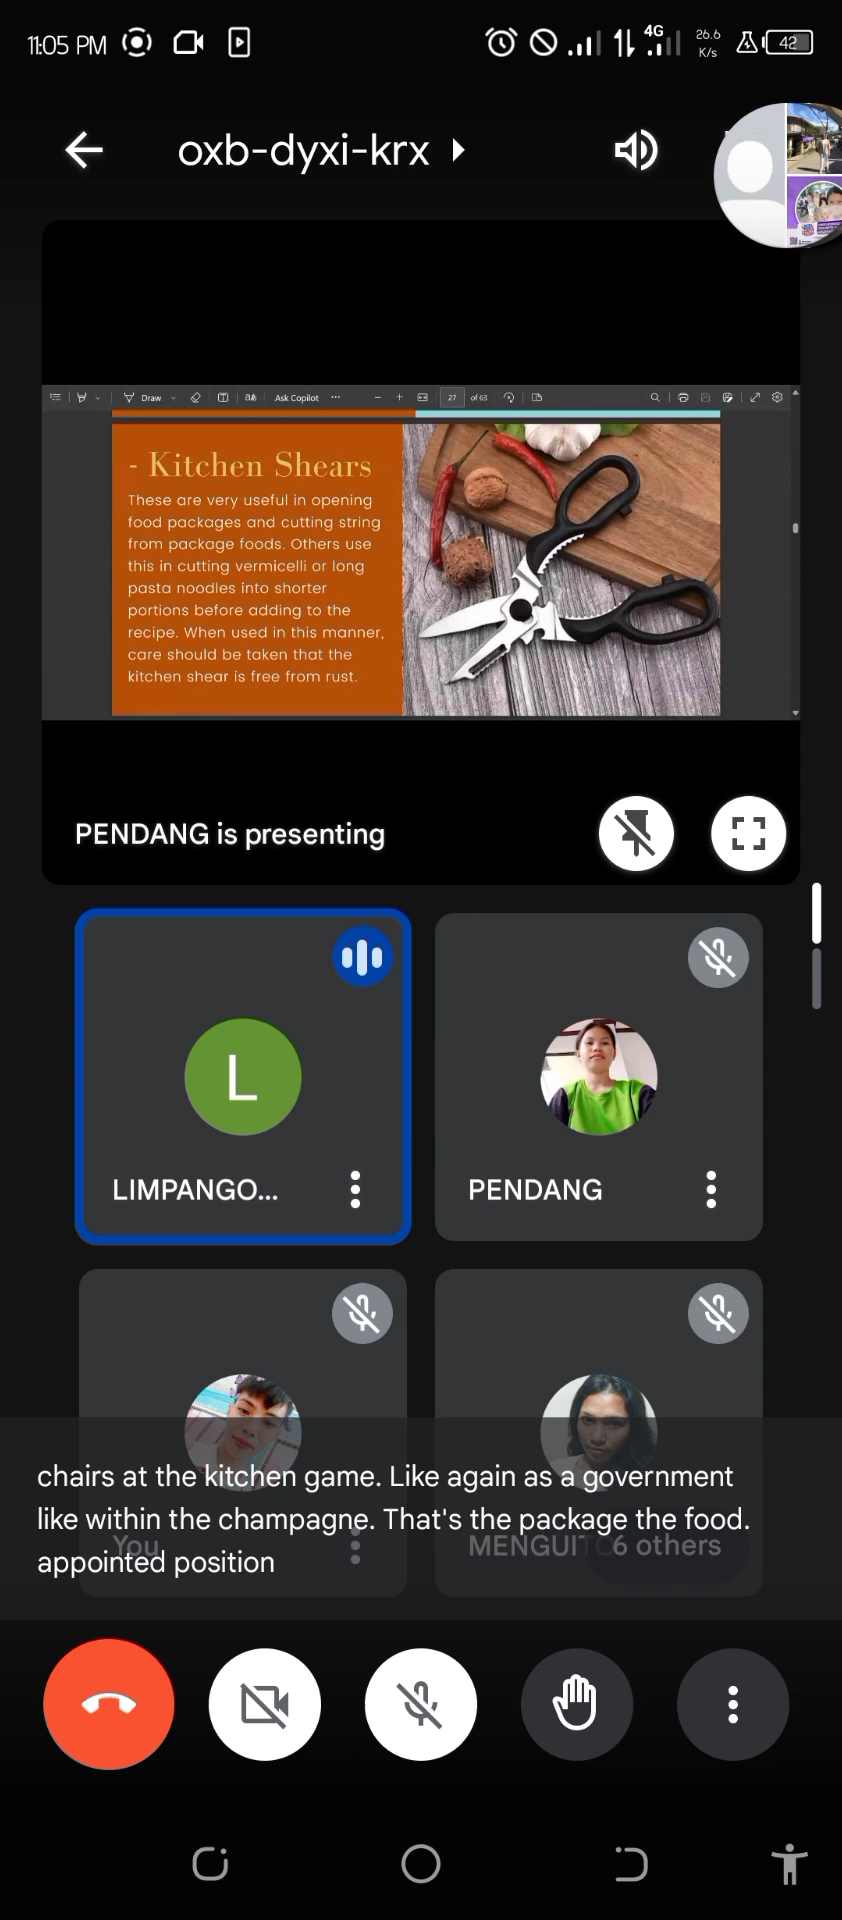 11:05 PM
4G
26.6
K/s
42
oxb-dyxi-krx
Draw
aあ
Ask Copilot
27
of 63
- Kitchen Shears
These are very useful in opening
food packages and cutting string
from package foods. Others use
this in cutting vermicelli or long
pasta noodles into shorter
portions before adding to the
recipe. When used in this manner,
care should be taken that the
kitchen shear is free from rust.
PENDANG is presenting
L
LIMPANGO...
PENDANG
chairs at the kitchen game. Like again as a government
like within the champagne. That's the package the food.
appointed position
You
MENGUIT
6 others